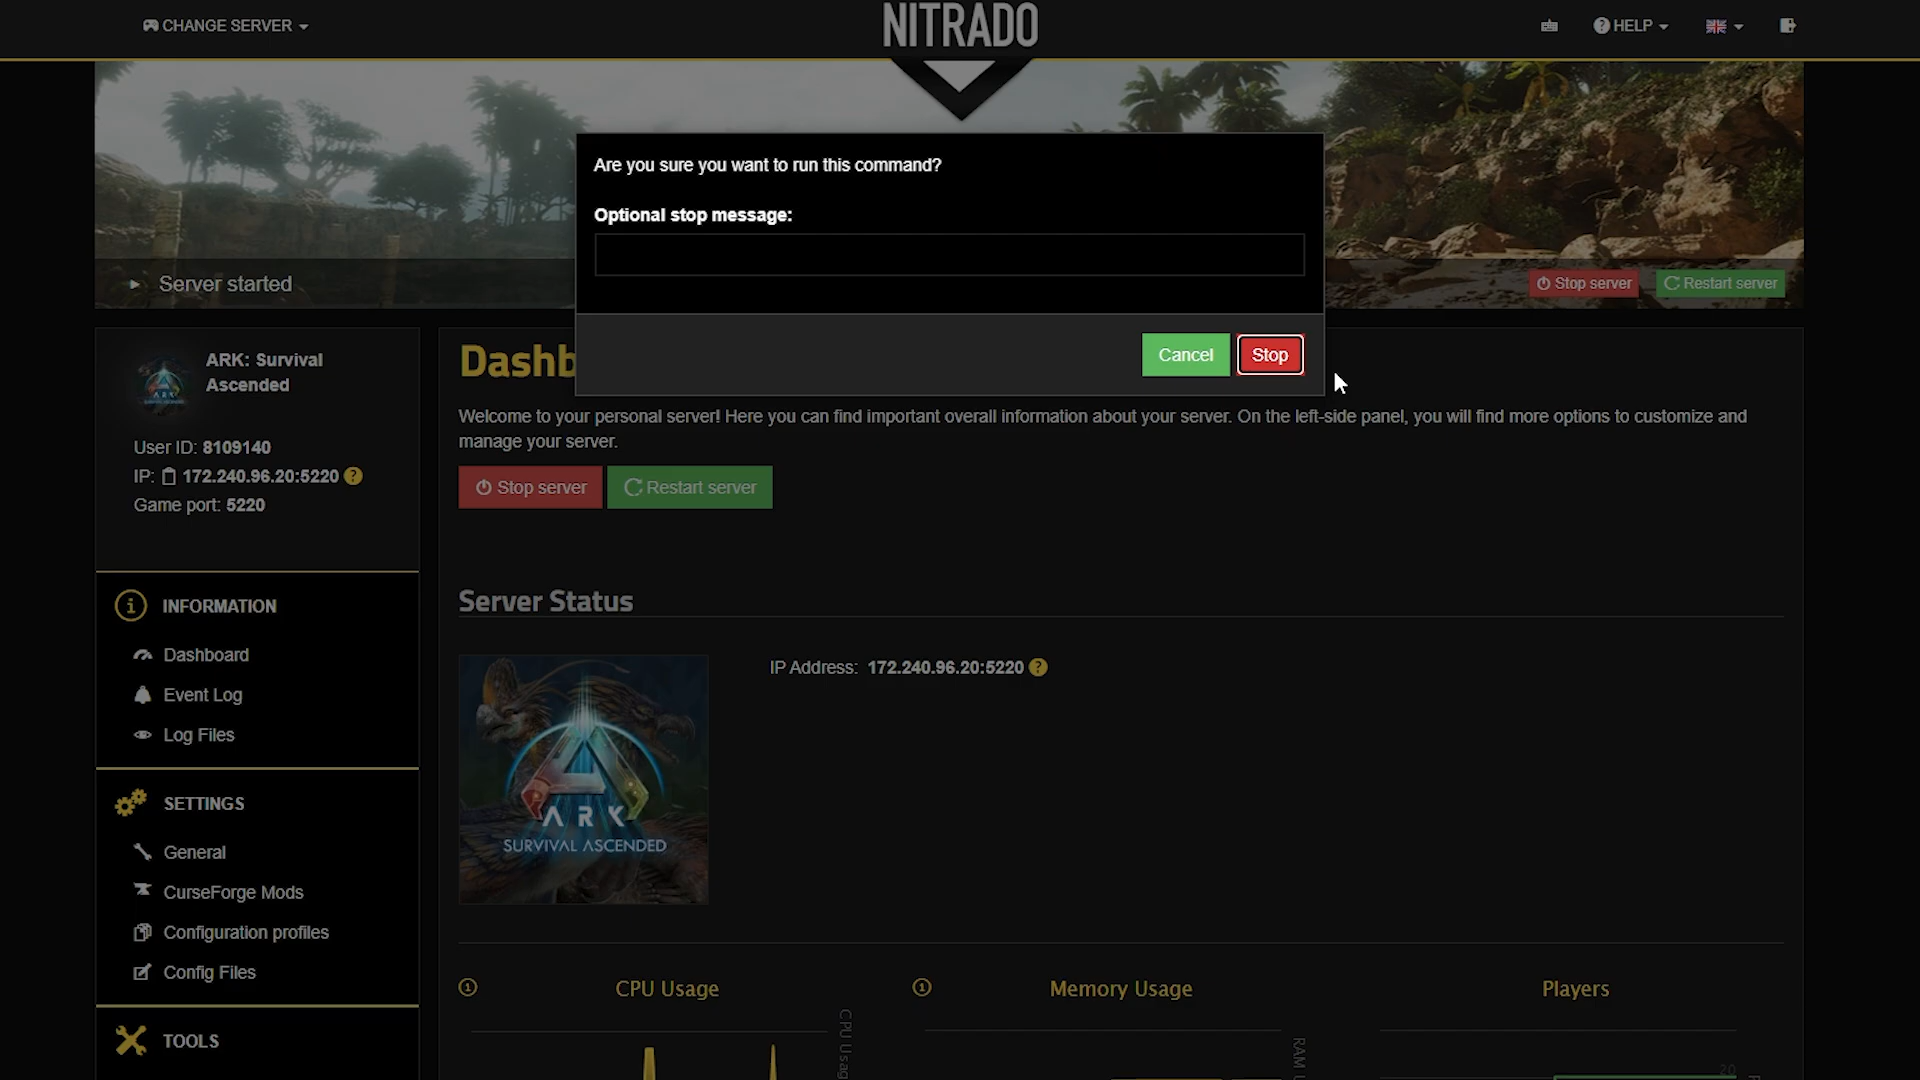 CHANGE SERVER
NITRADO
HELP
Are you sure you want to run this command?
Optional stop message:
Server started
Stop server
Restart server
Cancel
Stop
ARK: Survival
Ascended
User ID: 8109140
IP: 172.240.96.20:5220 ?
Game port: 5220
Dashb
Welcome to your personal server! Here you can find important overall information about your server. On the left-side panel, you will find more options to customize and
manage your server.
Stop server
Restart server
INFORMATION
Dashboard
Event Log
Log Files
SETTINGS
General
CurseForge Mods
Configuration profiles
Config Files
TOOLS
Server Status
IP Address: 172.240.96.20:5220 ?
ARK
SURVIVAL ASCENDED
CPU Usage
Memory Usage
Players
CPU Usag
RAM
20